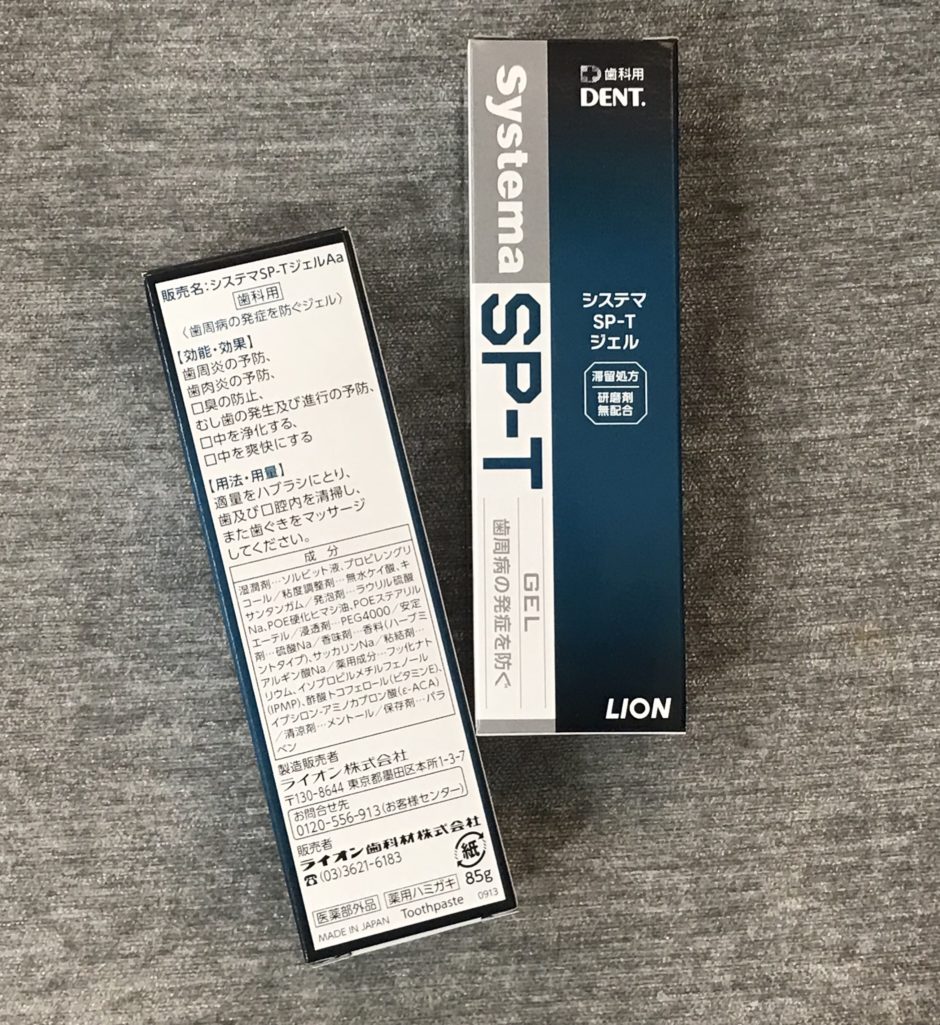 販売名:システマSP-TジェルAa
歯科用
〈歯周病の発症を防ぐジェル〉
【効能・効果】
歯周炎の予防、
歯肉炎の予防、
口臭の防止、
むし歯の発生及び進行の予防、
口中を浄化する、
口中を爽快にする
【用法・用量】
適量をハブラシにとり、
歯及び口腔内を清掃し、
また歯ぐきをマッサージ
してください。
成 分
湿潤剤…ソルビット液、プロピレングリ
コール/粘度調整剤…無水ケイ酸、キ
サンタンガム/発泡剤…ラウリル硫酸
Na、POE硬化ヒマシ油、POEステアリル
エーテル/浸透剤…PEG4000/安定
剤…硫酸Na/香味剤…香料(ハーブミ
ントタイプ)、サッカリンNa/粘結剤…
アルギン酸Na/薬用成分…フッ化ナト
リウム、イソプロピルメチルフェノール
(IPMP)、酢酸トコフェロール(ビタミンE)、
イプシロン-アミノカプロン酸(ε-ACA)
/清涼剤…メントール/保存剤…パラ
ベン
製造販売者
ライオン株式会社
〒130-8644 東京都墨田区本所1-3-7
お問合せ先
0120-556-913(お客様センター)
販売者
ライオン歯科材株式会社
☎(03)3621-6183
紙
85g
医薬部外品 薬用ハミガキ
MADE IN JAPAN Toothpaste 0913
Systema
SP-T
GEL
歯周病の発症を防ぐ
歯科用
DENT.
システマ
SP-T
ジェル
滞留処方
研磨剤
無配合
LION